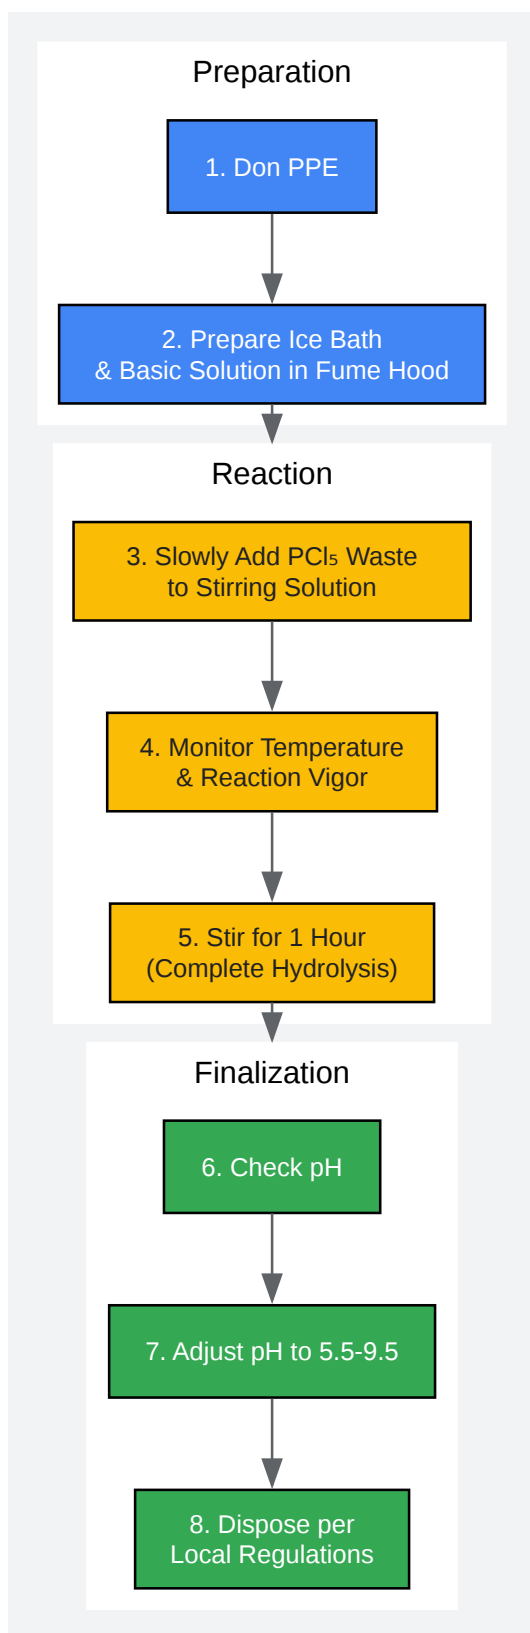 Preparation
1. Don PPE
2. Prepare Ice Bath
& Basic Solution in Fume Hood
Reaction
3. Slowly Add PCl₅ Waste
to Stirring Solution
4. Monitor Temperature
& Reaction Vigor
5. Stir for 1 Hour
(Complete Hydrolysis)
Finalization
6. Check pH
7. Adjust pH to 5.5-9.5
8. Dispose per
Local Regulations